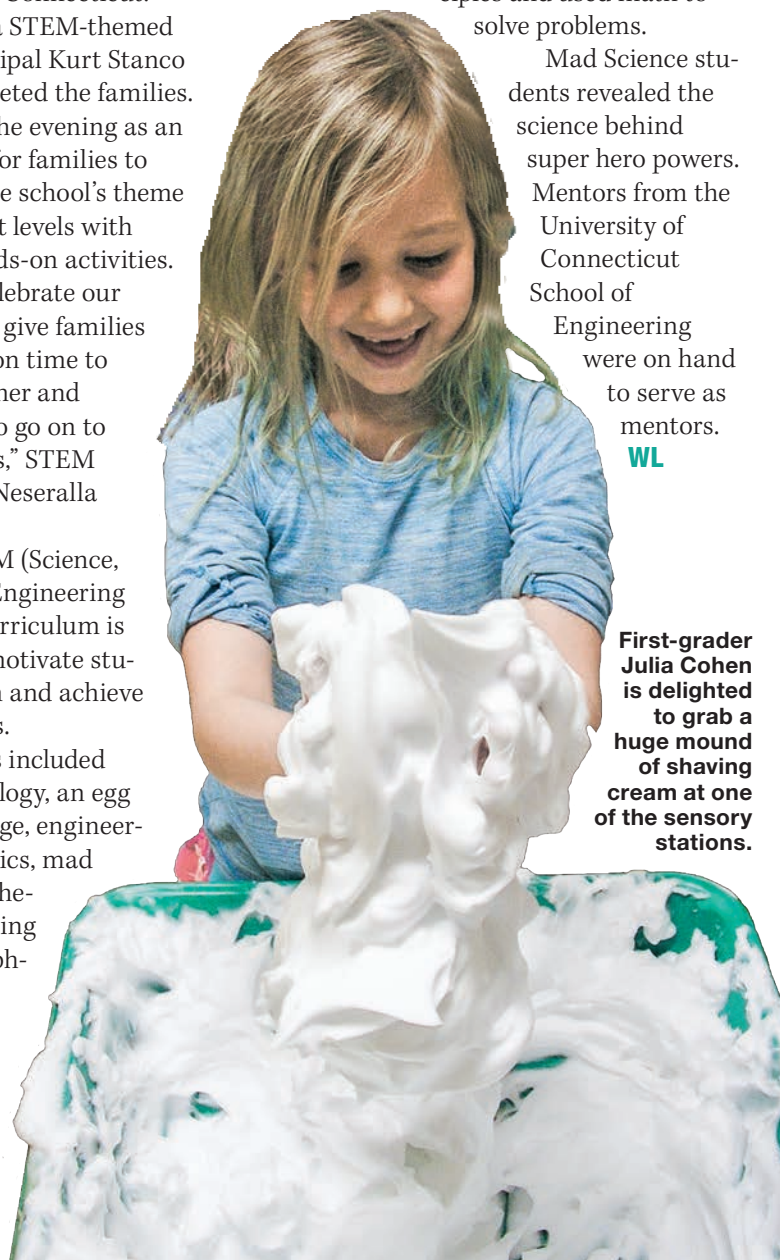 Connecticut.
a STEM-themed
ipal Kurt Stanco
eted the families.
he evening as an
for families to
e school's theme
t levels with
ds-on activities.
lebrate our
give families
on time to
her and
o go on to
s,” STEM
Neseralla
M (Science,
Engineering
rriculum is
motivate stu-
n and achieve
s.
s included
logy, an egg
ge, engineer-
ics, mad
he-
ing
ph-
ciples and used math to
solve problems.
Mad Science stu-
dents revealed the
science behind
super hero powers.
Mentors from the
University of
Connecticut
School of
Engineering
were on hand
to serve as
mentors.
WL
First-grader
Julia Cohen
is delighted
to grab a
huge mound
of shaving
cream at one
of the sensory
stations.